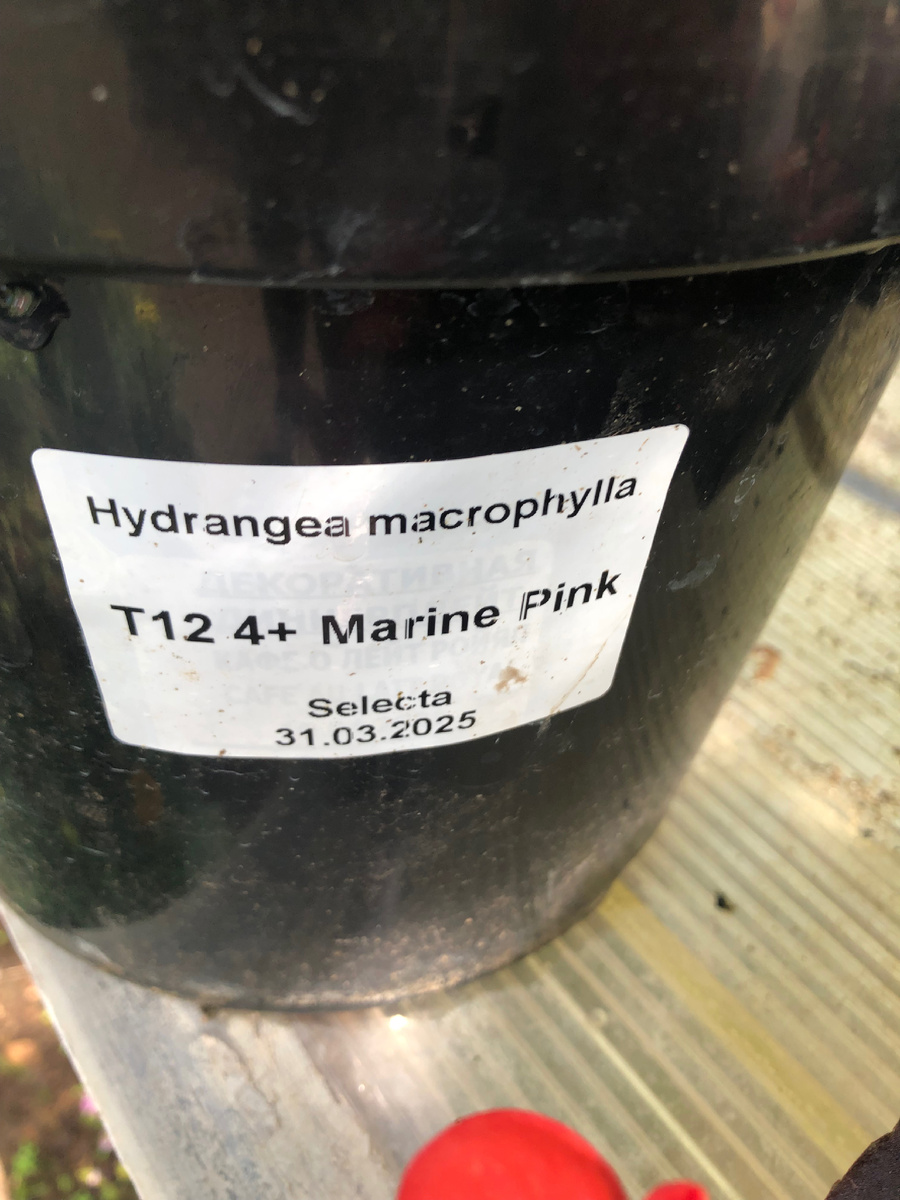 Hydrangea macrophylla
T12 4+ Marine Pink
Selecta
31.03.2025